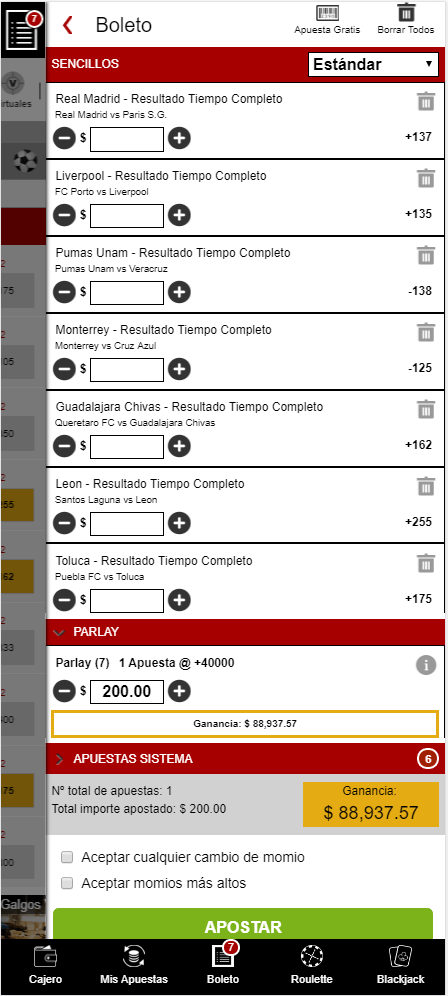 7
Boleto
Apuesta Gratis
Borrar Todos
SENCILLOS
Estándar
Real Madrid - Resultado Tiempo Completo
Real Madrid vs Paris S.G.
$
+137
Liverpool - Resultado Tiempo Completo
FC Porto vs Liverpool
$
+135
Pumas Unam - Resultado Tiempo Completo
Pumas Unam vs Veracruz
$
-138
Monterrey - Resultado Tiempo Completo
Monterrey vs Cruz Azul
$
-125
Guadalajara Chivas - Resultado Tiempo Completo
Queretaro FC vs Guadalajara Chivas
$
+162
Leon - Resultado Tiempo Completo
Santos Laguna vs Leon
$
+255
Toluca - Resultado Tiempo Completo
Puebla FC vs Toluca
$
+175
PARLAY
Parlay (7) 1 Apuesta @ +40000
$ 200.00
Ganancia: $ 88,937.57
APUESTAS SISTEMA
6
Nº total de apuestas: 1
Total importe apostado: $ 200.00
Ganancia:
$ 88,937.57
Aceptar cualquier cambio de momio
Aceptar momios más altos
Galgos
APOSTAR
7
Cajero
Mis Apuestas
Boleto
Roulette
Blackjack